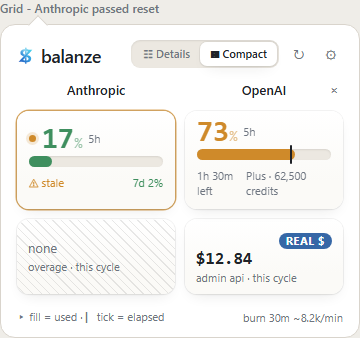 Grid - Anthropic passed reset
balanze
Details
Compact
Anthropic
OpenAI
×
17% 5h
⚠ stale
7d 2%
73% 5h
1h 30m left
Plus · 62,500 credits
none
overage · this cycle
REAL $
$12.84
admin api · this cycle
‣ fill = used · ▏ tick = elapsed
burn 30m ~8.2k/min